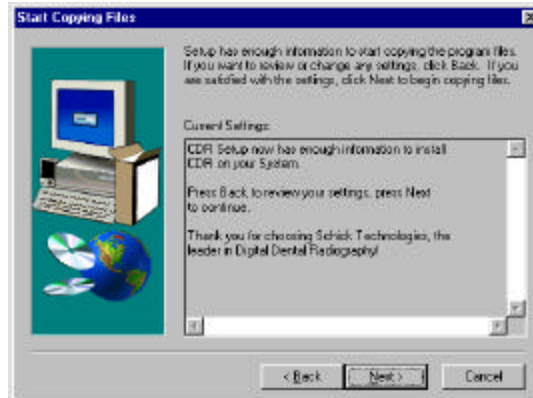 Start Copying Files
Setup has enough information to start copying the program files.
If you want to review or change any settings, click Back. If you
are satisfied with the settings, click Next to begin copying files.
Current Settings:
CDR Setup now has enough information to install
CDR on your System.
Press Back to review your settings, press Next
to continue.
Thank you for choosing Schick Technologies, the
leader in Digital Dental Radiography!
< Back
Next >
Cancel